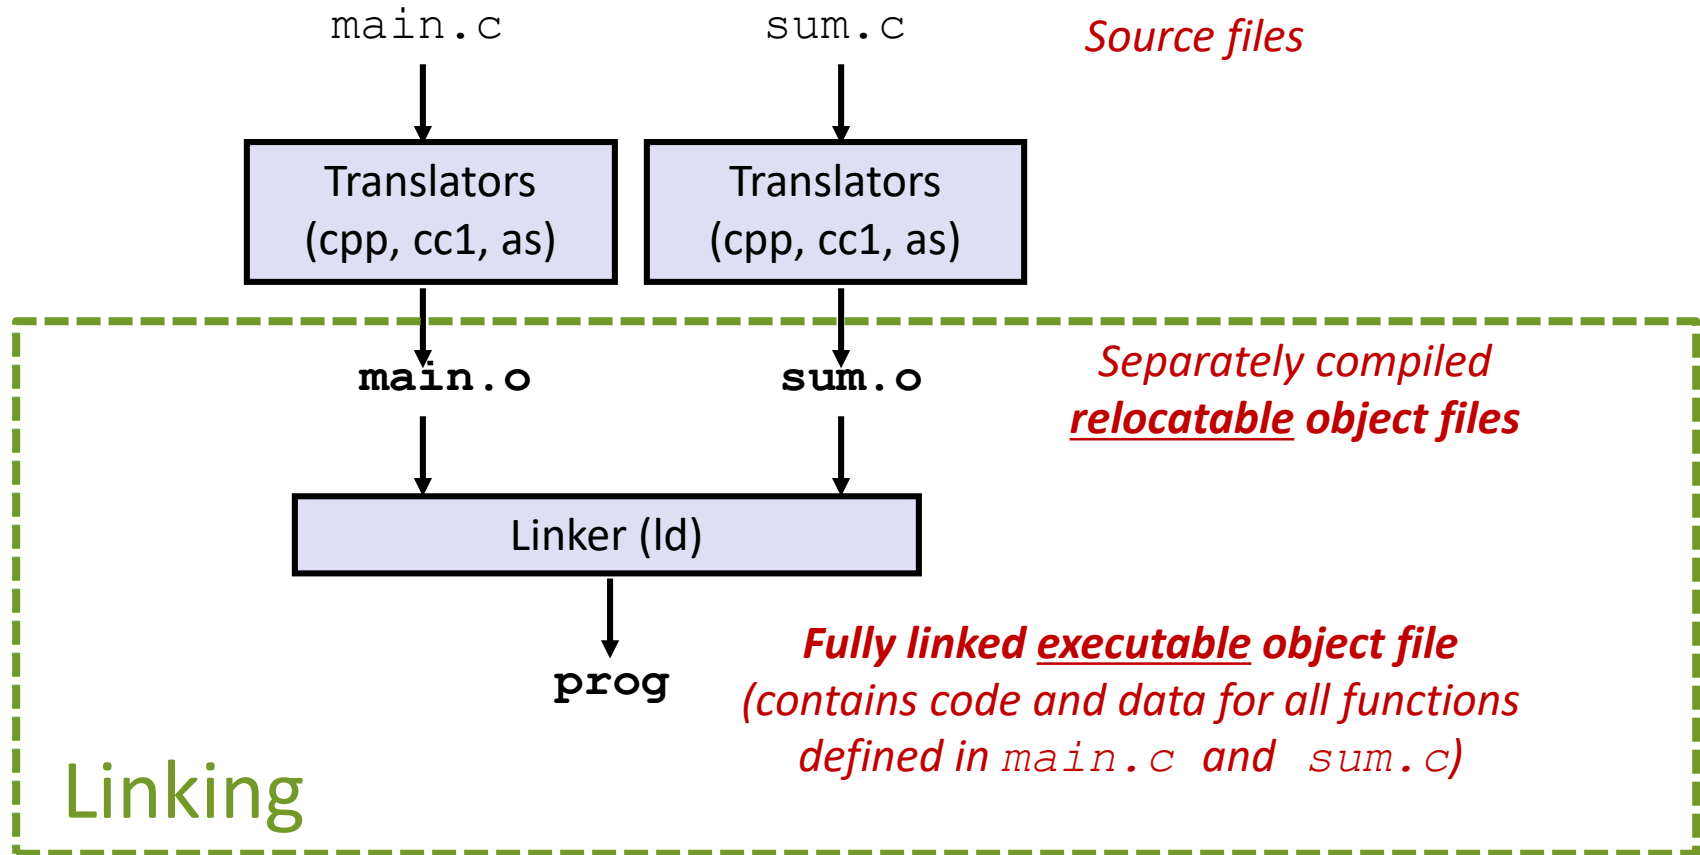 main.c
sum.c
Source files
Translators
(cpp, cc1, as)
Translators
(cpp, cc1, as)
main.o
sum.o
Separately compiled
relocatable object files
Linker (ld)
prog
Fully linked executable object file
(contains code and data for all functions
defined in main.c and sum.c)
Linking